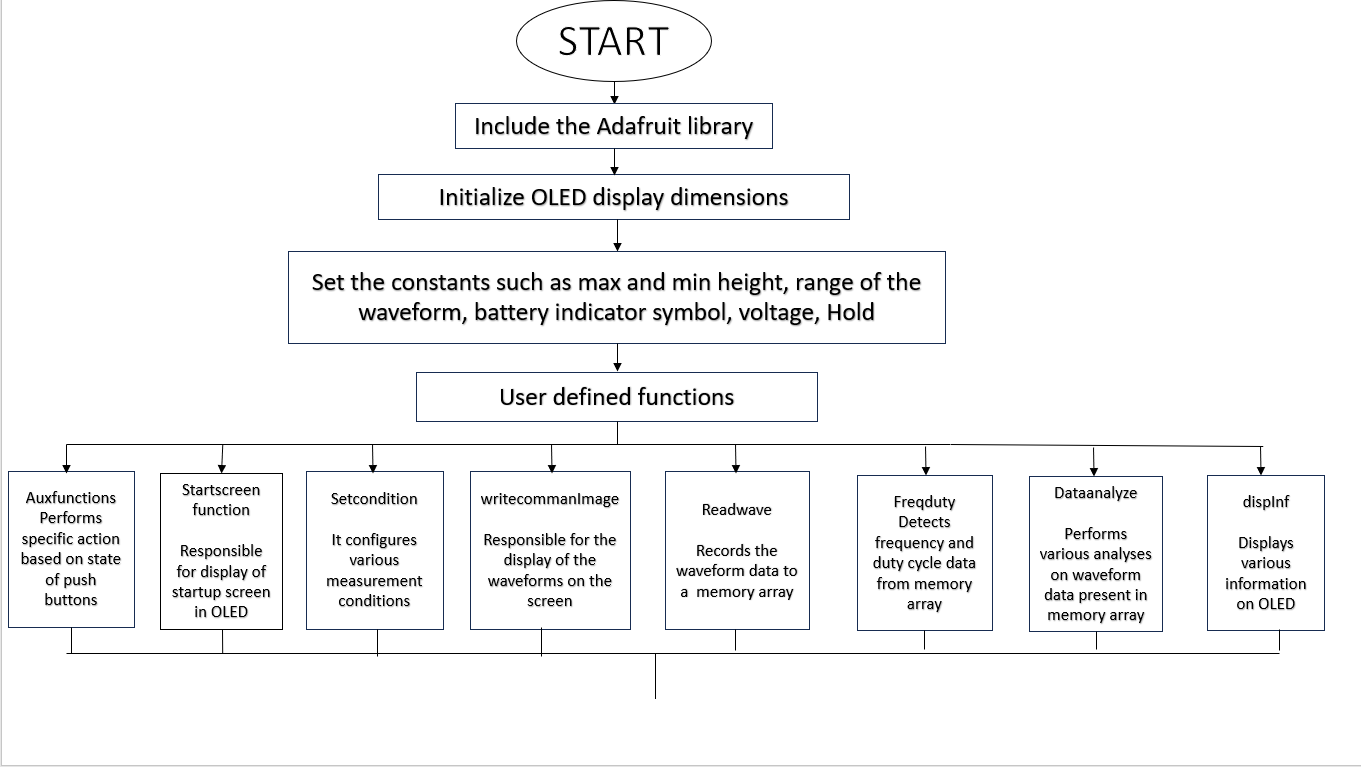 START
Include the Adafruit library
Initialize OLED display dimensions
Set the constants such as max and min height, range of the
waveform, battery indicator symbol, voltage, Hold
User defined functions
Auxfunctions
Performs
specific action
based on state
of push
buttons
Startscreen
function
Responsible
for display of
startup screen
in OLED
Setcondition
It configures
various
measurement
conditions
writecommanImage
Responsible for the
display of the
waveforms on the
screen
Readwave
Records the
waveform data to
a memory array
Freqduty
Detects
frequency and
duty cycle data
from memory
array
Dataanalyze
Performs
various analyses
on waveform
data present in
memory array
dispInf
Displays
various
information
on OLED